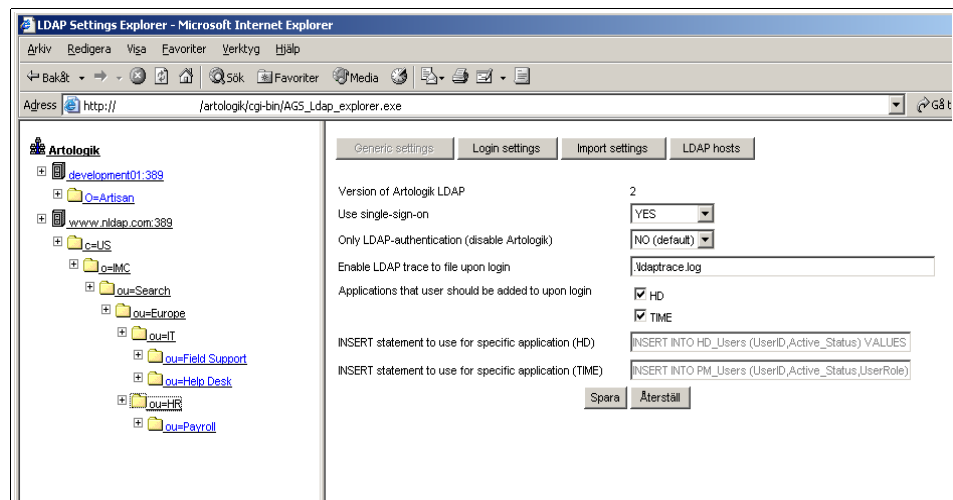 LDAP Settings Explorer - Microsoft Internet Explorer
Arkiv Redigera Visa Favoriter Verktyg Hjälp
Bakåt Sök Favoriter Media
Adress http:// /artologik/cgi-bin/AGS_Ldap_explorer.exe Gå t
Artologik
development01:389
O=Artisan
www.nldap.com:389
c=US
o=IMC
ou=Search
ou=Europe
ou=IT
ou=Field Support
ou=Help Desk
ou=HR
ou=Payroll
Generic settings Login settings Import settings LDAP hosts
Version of Artologik LDAP 2
Use single-sign-on YES
Only LDAP-authentication (disable Artologik) NO (default)
Enable LDAP trace to file upon login .\ldaptrace.log
Applications that user should be added to upon login HD
TIME
INSERT statement to use for specific application (HD) INSERT INTO HD_Users (UserID,Active_Status) VALUES
INSERT statement to use for specific application (TIME) INSERT INTO PM_Users (UserID,Active_Status,UserRole)
Spara Återställ